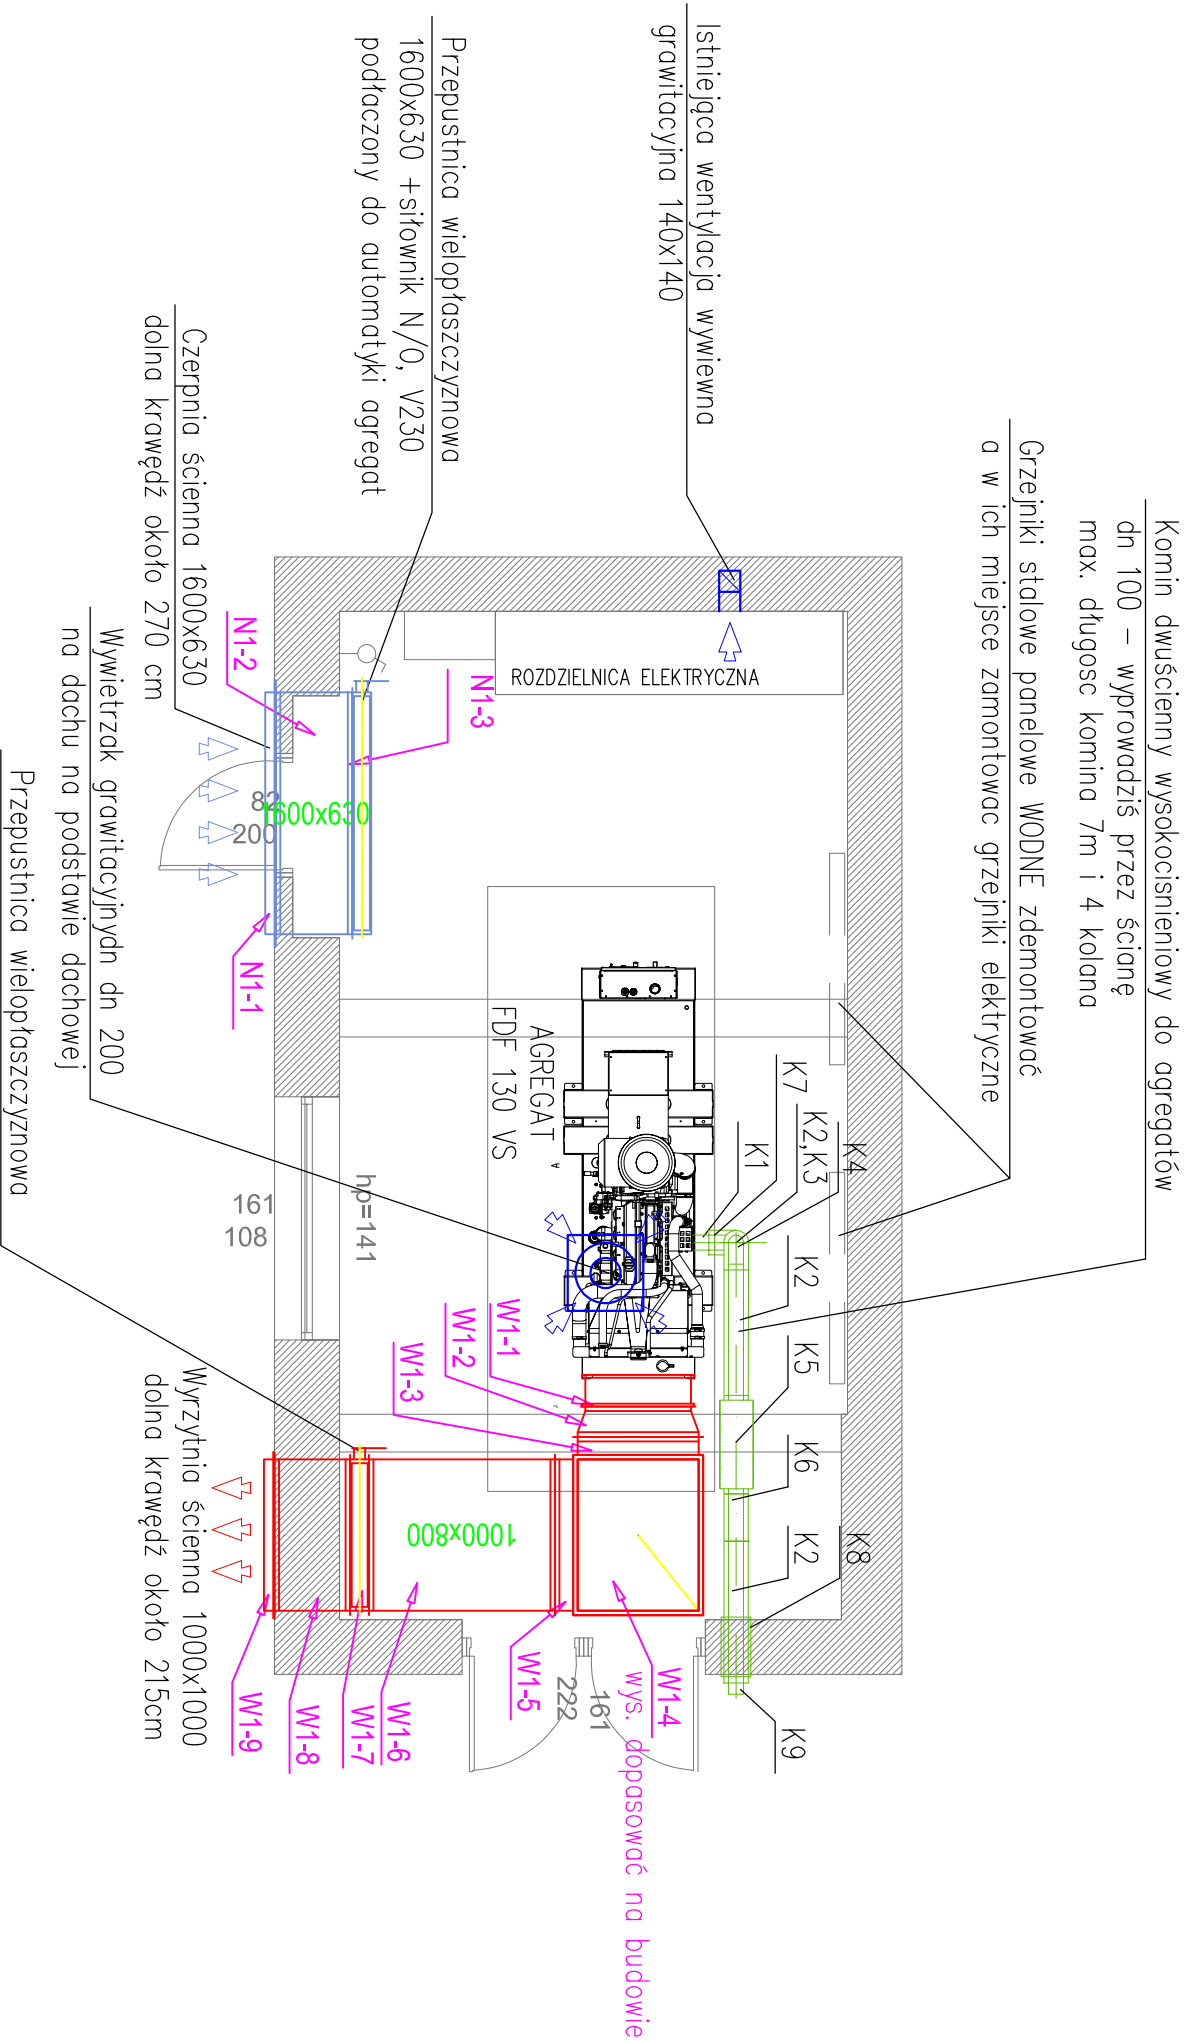 Komin dwuścienny wysokocisnieniowy do agregatów
dn 100 - wyprowadziś przez ścianę
max. długosc komina 7m i 4 kolana
Grzejniki stalowe panelowe WODNE zdemontować
a w ich miejsce zamontowac grzejniki elektryczne
Istniejąca wentylacja wywiewna
grawitacyjna 140x140
Przepustnica wielopłaszczyznowa
1600x630 +siłownik N/O, V230
podłaczony do automatyki agregat
Czerpnia ścienna 1600x630
dolna krawędź około 270 cm
Wywietrzak grawitacyjnydn dn 200
na dachu na podstawie dachowej
Przepustnica wielopłaszczyznowa
Wyrzytnia ścienna 1000x1000
dolna krawędź około 215cm
ROZDZIELNICA ELEKTRYCZNA
AGREGAT
FDF 130 VS
K4
K2,K3
K7
K1
K2
K5
K6
K2
K8
K9
N1-3
N1-2
N1-1
1600x630
82
200
hp=141
161
108
W1-1
W1-2
W1-3
1000x800
W1-4
wys. dopasować na budowie
W1-5
W1-6
W1-7
W1-8
W1-9
161
222